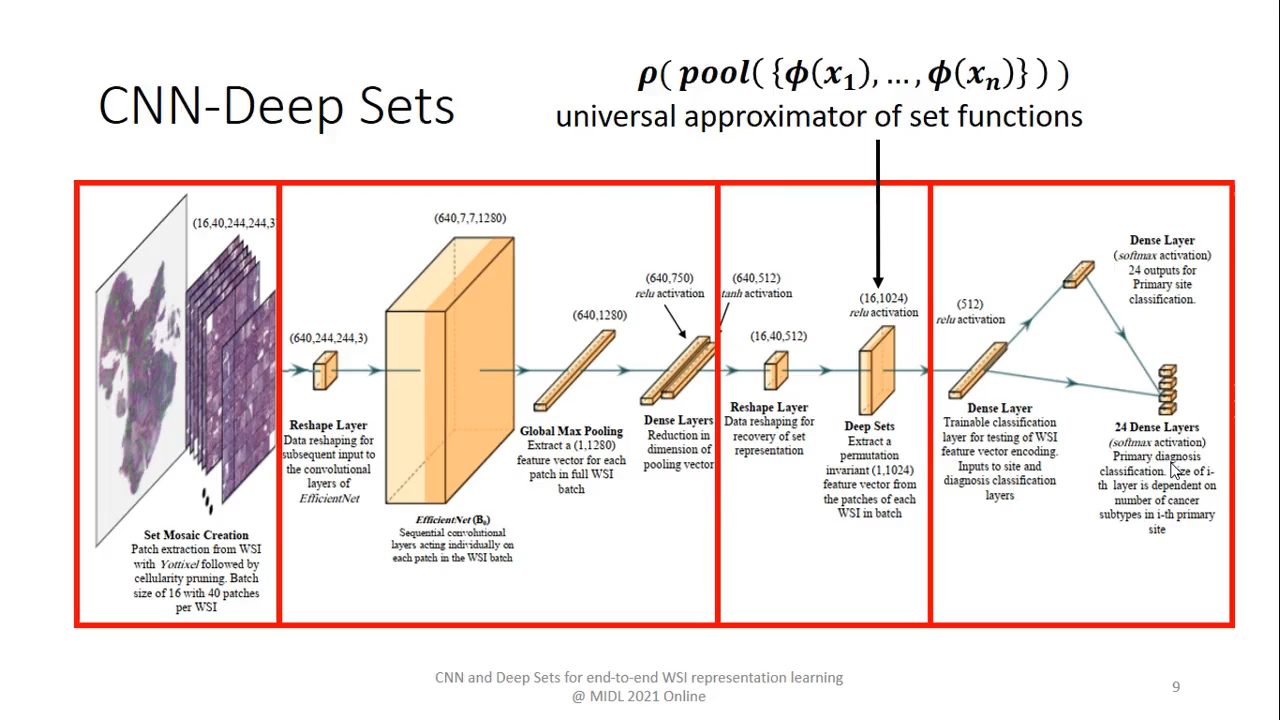 CNN-Deep Sets
ρ( pool( {ϕ(x₁), … , ϕ(xₙ)} ) )
universal approximator of set functions
(16,40,244,244,3
Set Mosaic Creation
Patch extraction from WSI
with Yottixel followed by
cellularity pruning. Batch
size of 16 with 40 patches
per WSI
(640,244,244,3)
Reshape Layer
Data reshaping for
subsequent input to
the convolutional
layers of
EfficientNet
(640,7,7,1280)
EfficientNet (B₀)
Sequential convolutional
layers acting individually on
each patch in the WSI batch
(640,1280)
Global Max Pooling
Extract a (1,1280)
feature vector for each
patch in full WSI
batch
(640,750)
relu activation
Dense Layers
Reduction in
dimension of
pooling vector
(640,512)
tanh activation
(16,40,512)
Reshape Layer
Data reshaping for
recovery of set
representation
(16,1024)
relu activation
Deep Sets
Extract a
permutation
invariant (1,1024)
feature vector from
the patches of each
WSI in batch
(512)
relu activation
Dense Layer
Trainable classification
layer for testing of WSI
feature vector encoding.
Inputs to site and
diagnosis classification
layers
Dense Layer
(softmax activation)
24 outputs for
Primary site
classification.
24 Dense Layers
(softmax activation)
Primary diagnosis
classification. of i-
th layer is dependent on
number of cancer
subtypes in i-th primary
site
CNN and Deep Sets for end-to-end WSI representation learning
@ MIDL 2021 Online
9